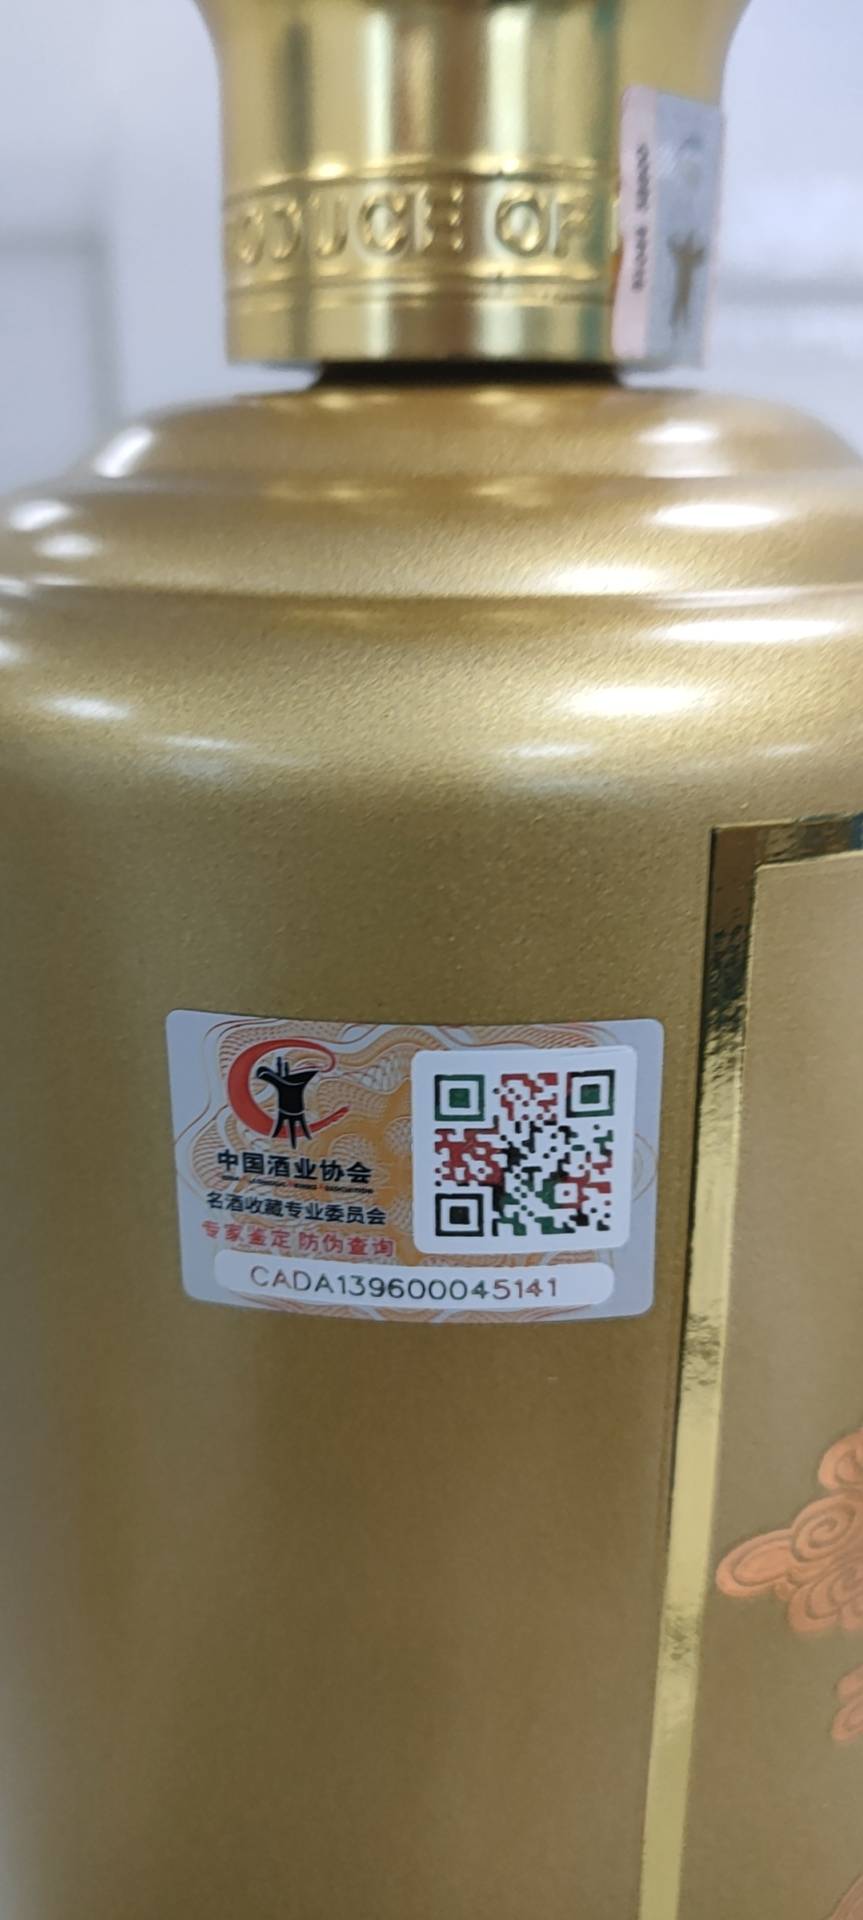 ODUCE OF
中国酒业协会
名酒收藏专业委员会
专家鉴定 防伪查询
CADA139600045141